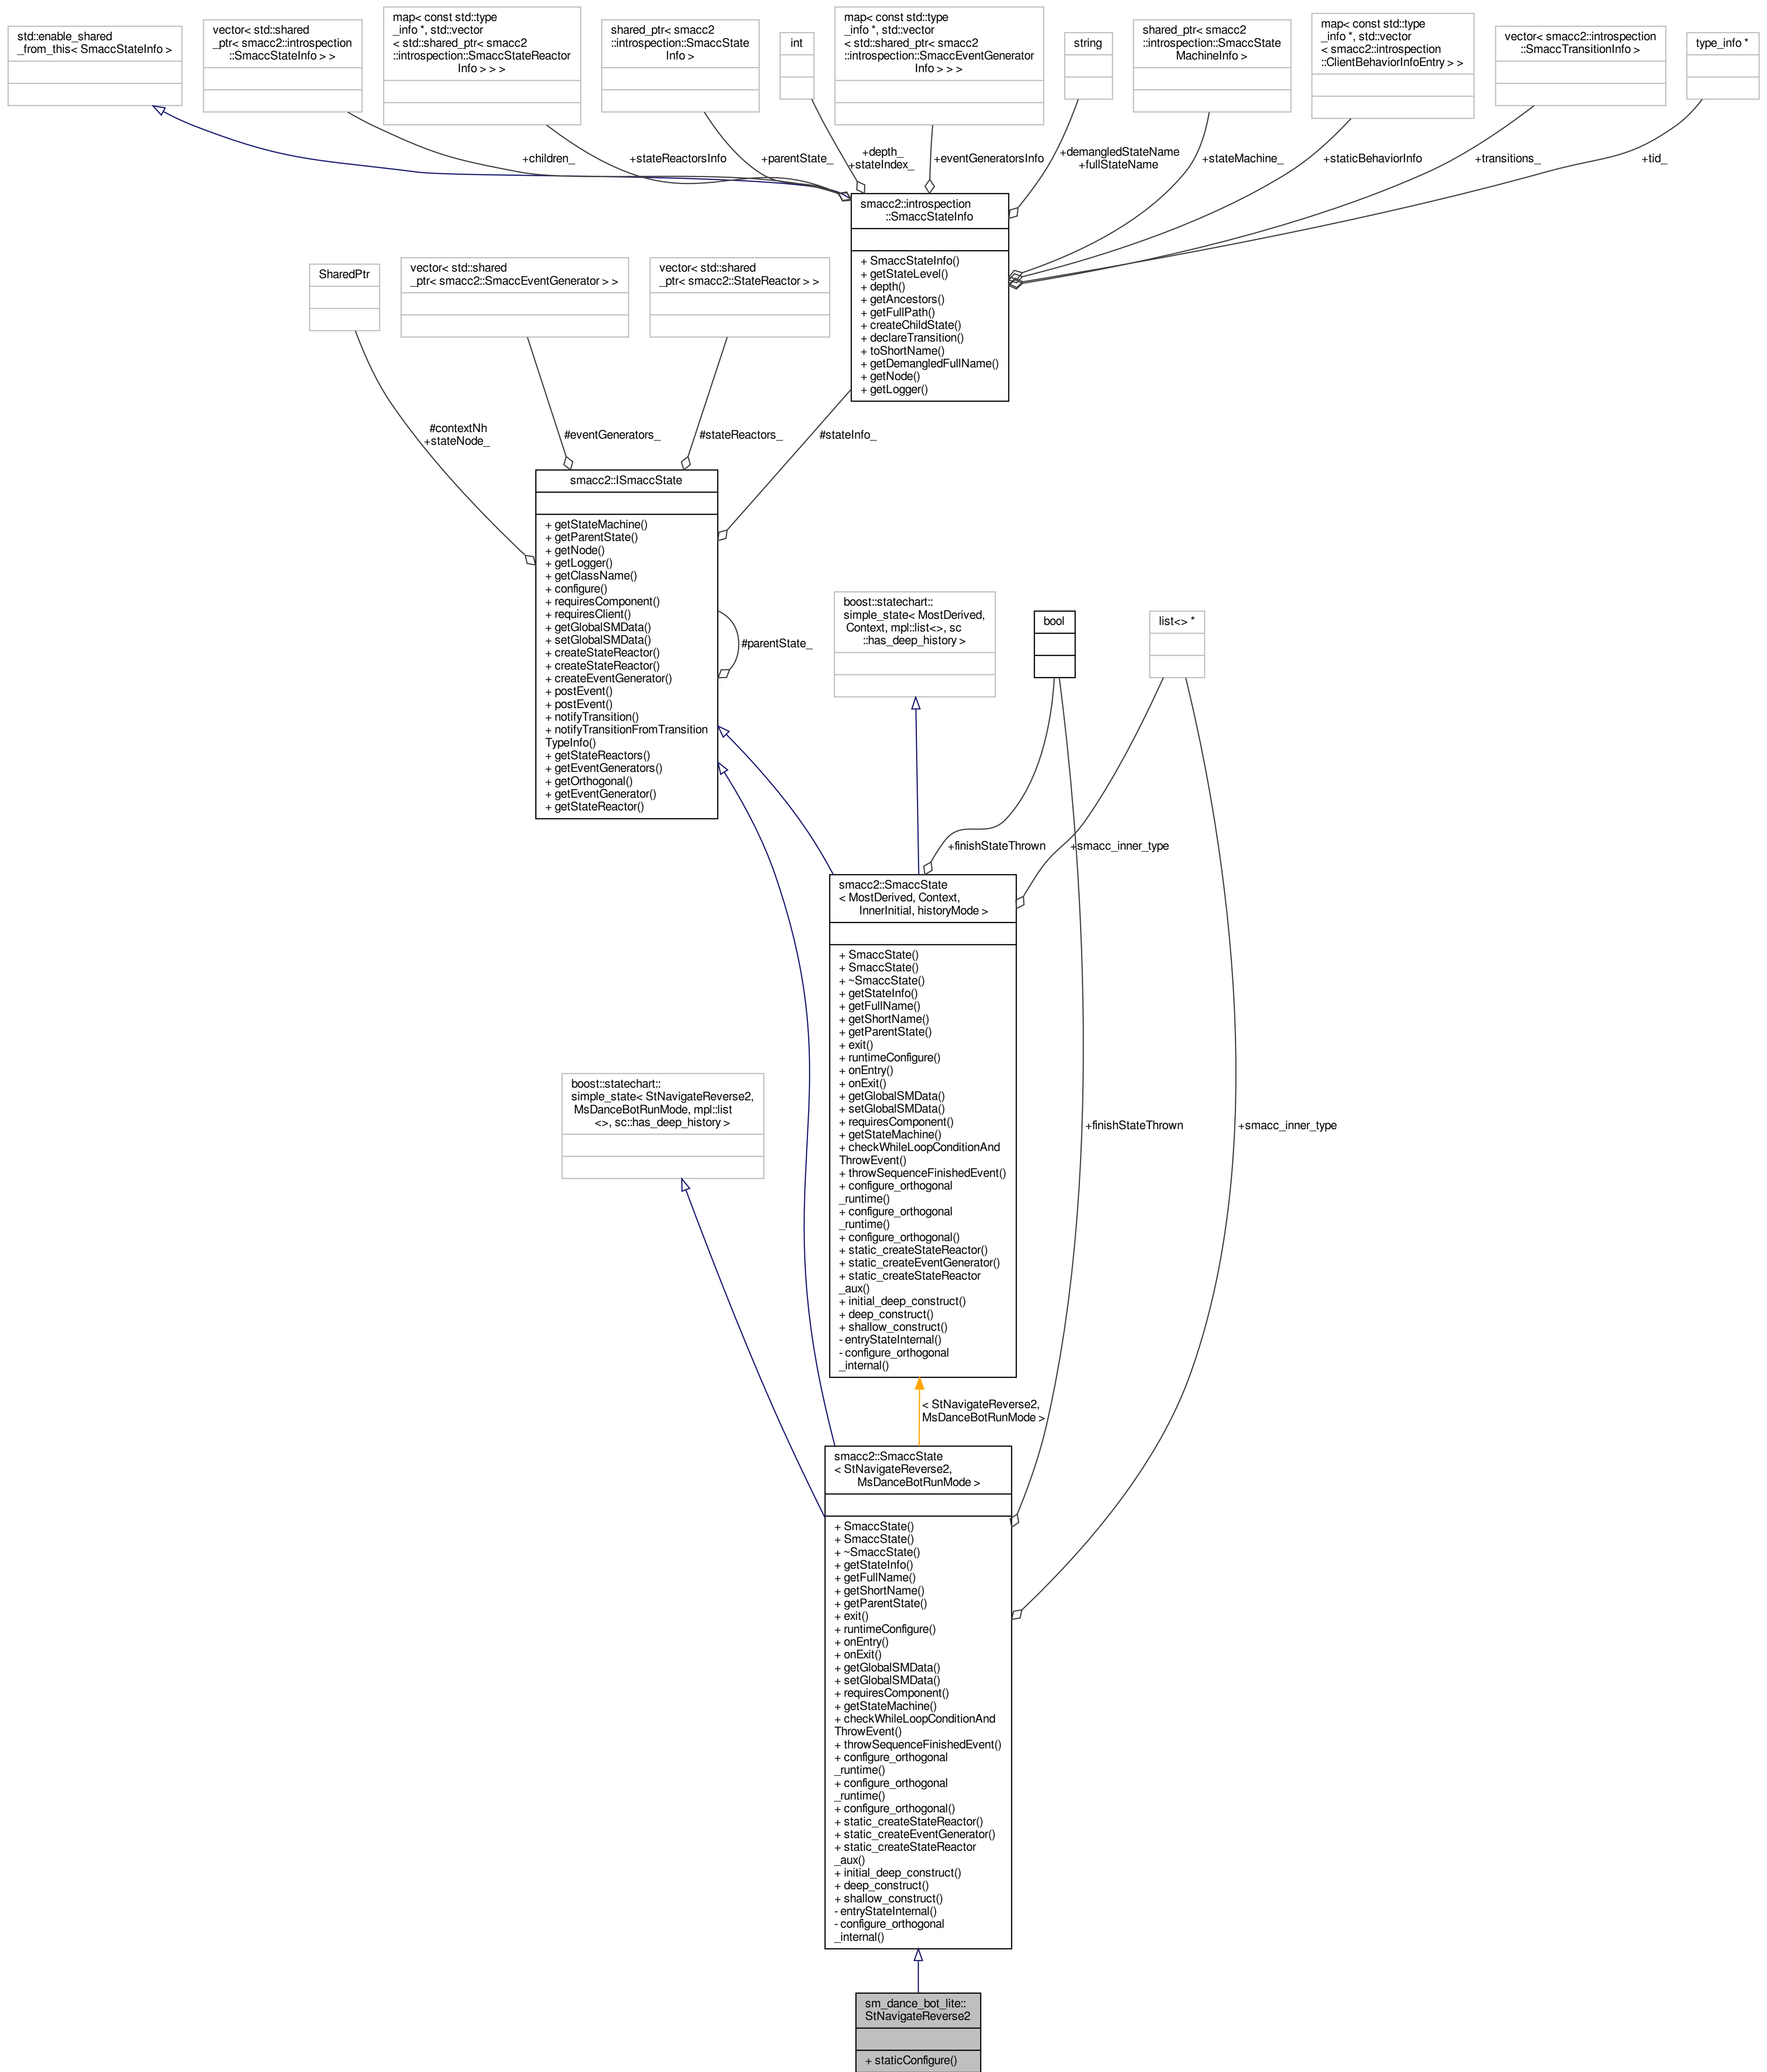 std::enable_shared
_from_this< SmaccStateInfo >
vector< std::shared
_ptr< smacc2::introspection
::SmaccStateInfo > >
map< const std::type
_info *, std::vector
< std::shared_ptr< smacc2
::introspection::SmaccStateReactor
Info > > >
shared_ptr< smacc2
::introspection::SmaccState
Info >
int
map< const std::type
_info *, std::vector
< std::shared_ptr< smacc2
::introspection::SmaccEventGenerator
Info > > >
string
shared_ptr< smacc2
::introspection::SmaccState
MachineInfo >
map< const std::type
_info *, std::vector
< smacc2::introspection
::ClientBehaviorInfoEntry > >
vector< smacc2::introspection
::SmaccTransitionInfo >
type_info *
+children_
+stateReactorsInfo
+parentState_
+depth_
+stateIndex_
+eventGeneratorsInfo
+demangledStateName
+fullStateName
+stateMachine_
+staticBehaviorInfo
+transitions_
+tid_
smacc2::introspection
::SmaccStateInfo
+ SmaccStateInfo()
+ getStateLevel()
+ depth()
+ getAncestors()
+ getFullPath()
+ createChildState()
+ declareTransition()
+ toShortName()
+ getDemangledFullName()
+ getNode()
+ getLogger()
SharedPtr
vector< std::shared
_ptr< smacc2::SmaccEventGenerator > >
vector< std::shared
_ptr< smacc2::StateReactor > >
#contextNh
+stateNode_
#eventGenerators_
#stateReactors_
#stateInfo_
smacc2::ISmaccState
+ getStateMachine()
+ getParentState()
+ getNode()
+ getLogger()
+ getClassName()
+ configure()
+ requiresComponent()
+ requiresClient()
+ getGlobalSMData()
+ setGlobalSMData()
+ createStateReactor()
+ createStateReactor()
+ createEventGenerator()
+ postEvent()
+ postEvent()
+ notifyTransition()
+ notifyTransitionFromTransition
TypeInfo()
+ getStateReactors()
+ getEventGenerators()
+ getOrthogonal()
+ getEventGenerator()
+ getStateReactor()
#parentState_
boost::statechart::
simple_state< MostDerived,
Context, mpl::list<>, sc
::has_deep_history >
bool
list<> *
+finishStateThrown
+smacc_inner_type
smacc2::SmaccState
< MostDerived, Context,
InnerInitial, historyMode >
+ SmaccState()
+ SmaccState()
+ ~SmaccState()
+ getStateInfo()
+ getFullName()
+ getShortName()
+ getParentState()
+ exit()
+ runtimeConfigure()
+ onEntry()
+ onExit()
+ getGlobalSMData()
+ setGlobalSMData()
+ requiresComponent()
+ getStateMachine()
+ checkWhileLoopConditionAnd
ThrowEvent()
+ throwSequenceFinishedEvent()
+ configure_orthogonal
_runtime()
+ configure_orthogonal
_runtime()
+ configure_orthogonal()
+ static_createStateReactor()
+ static_createEventGenerator()
+ static_createStateReactor
_aux()
+ initial_deep_construct()
+ deep_construct()
+ shallow_construct()
- entryStateInternal()
- configure_orthogonal
_internal()
boost::statechart::
simple_state< StNavigateReverse2,
MsDanceBotRunMode, mpl::list
<>, sc::has_deep_history >
+finishStateThrown
+smacc_inner_type
< StNavigateReverse2,
MsDanceBotRunMode >
smacc2::SmaccState
< StNavigateReverse2,
MsDanceBotRunMode >
+ SmaccState()
+ SmaccState()
+ ~SmaccState()
+ getStateInfo()
+ getFullName()
+ getShortName()
+ getParentState()
+ exit()
+ runtimeConfigure()
+ onEntry()
+ onExit()
+ getGlobalSMData()
+ setGlobalSMData()
+ requiresComponent()
+ getStateMachine()
+ checkWhileLoopConditionAnd
ThrowEvent()
+ throwSequenceFinishedEvent()
+ configure_orthogonal
_runtime()
+ configure_orthogonal
_runtime()
+ configure_orthogonal()
+ static_createStateReactor()
+ static_createEventGenerator()
+ static_createStateReactor
_aux()
+ initial_deep_construct()
+ deep_construct()
+ shallow_construct()
- entryStateInternal()
- configure_orthogonal
_internal()
sm_dance_bot_lite::
StNavigateReverse2
+ staticConfigure()